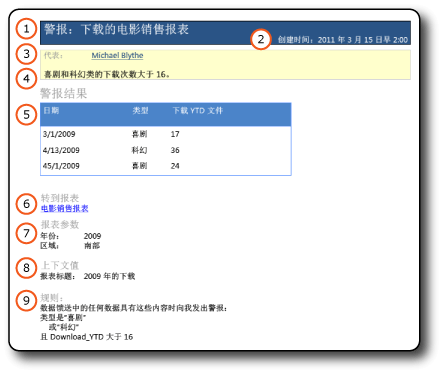 1 警报：下载的电影销售报表
2 创建时间：2011 年 3 月 15 日早 2:00
3 代表： Michael Blythe
4 喜剧和科幻类的下载次数大于 16。
警报结果
5 日期 类型 下载 YTD 文件
3/1/2009 喜剧 17
4/13/2009 科幻 36
45/1/2009 喜剧 24
6 转到报表
电影销售报表
7 报表参数
年份： 2009
区域： 南部
8 上下文值
报表标题： 2009 年的下载
9 规则：
数据馈送中的任何数据具有这些内容时向我发出警报：
类型是“喜剧”
或“科幻”
且 Download_YTD 大于 16